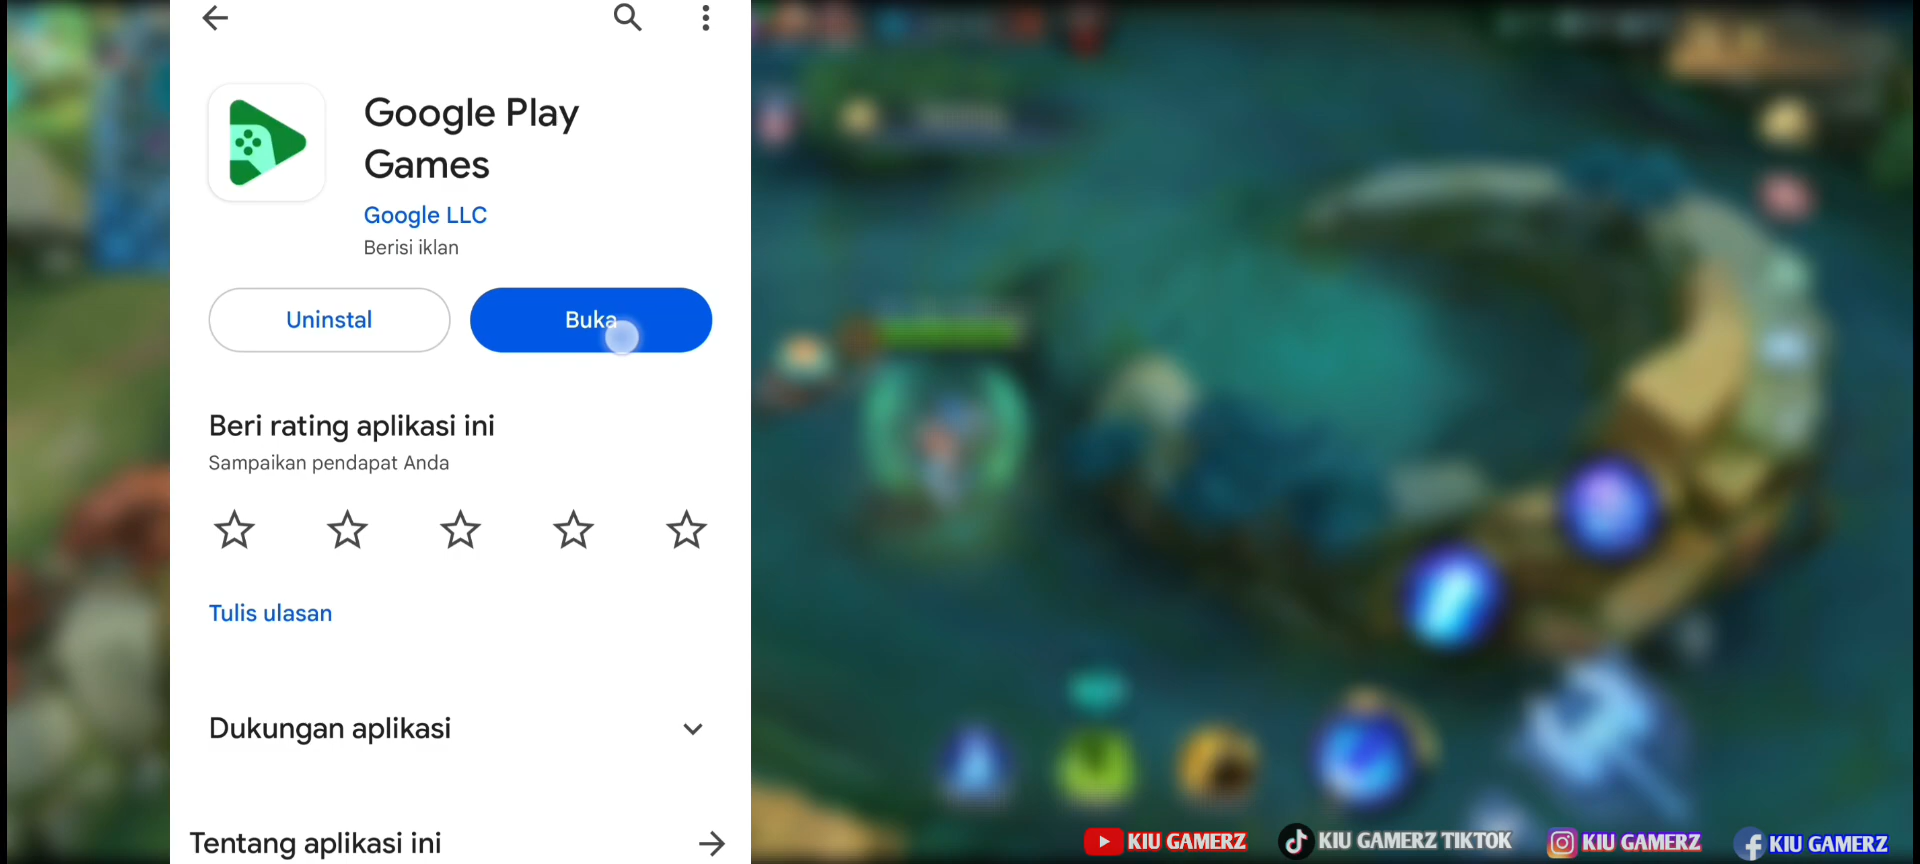 Google Play
Games
Google LLC
Berisi iklan
Uninstal
Buka
Beri rating aplikasi ini
Sampaikan pendapat Anda
Tulis ulasan
Dukungan aplikasi
Tentang aplikasi ini
KIU GAMERZ
KIU GAMERZ TIKTOK
KIU GAMERZ
KIU GAMERZ